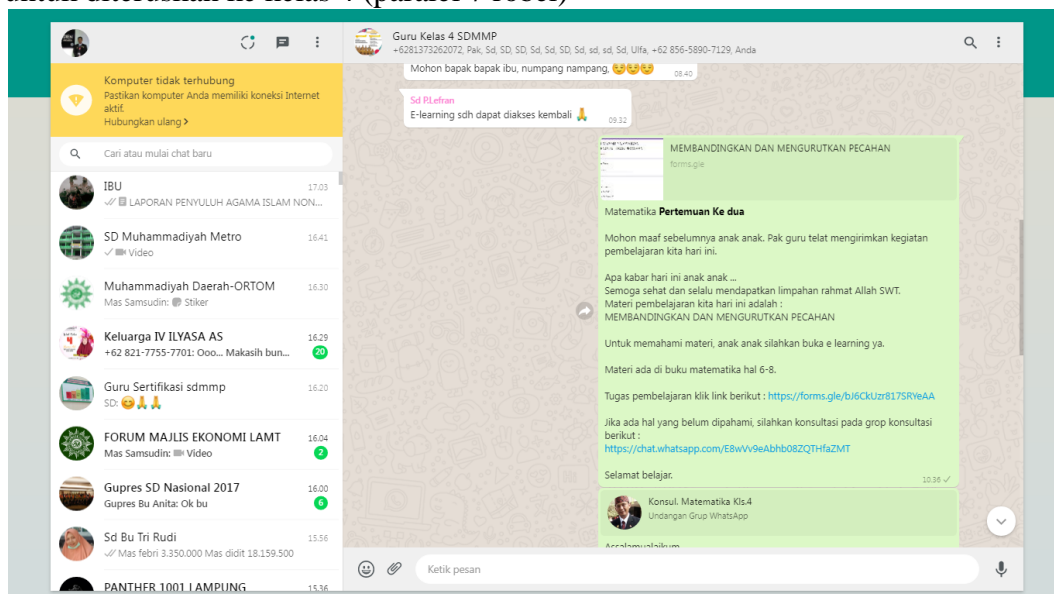 untuk diteruskan ke kelas 4 (paralel 7 robel)
Komputer tidak terhubung
Pastikan komputer Anda memiliki koneksi Internet
aktif.
Hubungkan ulang >
Cari atau mulai chat baru
IBU 17.03
LAPORAN PENYULUH AGAMA ISLAM NON...
SD Muhammadiyah Metro 16.41
Video
Muhammadiyah Daerah-ORTOM 16.30
Mas Samsudin: Stiker
Keluarga IV ILYASA AS 16.29
+62 821-7755-7701: Ooo... Makasih bun... 20
Guru Sertifikasi sdmmp 16.20
SD: 😊🙏🙏
FORUM MAJLIS EKONOMI LAMT 16.04
Mas Samsudin: Video 2
Gupres SD Nasional 2017 16.00
Gupres Bu Anita: Ok bu 6
Sd Bu Tri Rudi 15.56
Mas febri 3.350.000 Mas didit 18.159.500
PANTHER 1001 LAMPUNG 15.36
Guru Kelas 4 SDMMP
+6281373262072, Pak, Sd, SD, SD, Sd, Sd, SD, Sd, sd, sd, Sd, Ulfa, +62 856-5890-7129, Anda
Mohon bapak bapak ibu, numpang nampang. 08.40
Sd P.Lefran
E-learning sdh dapat diakses kembali 🙏 09.32
MEMBANDINGKAN DAN MENGURUTKAN PECAHAN
forms.gle
Matematika Pertemuan Ke dua
Mohon maaf sebelumnya anak anak. Pak guru telat mengirimkan kegiatan
pembelajaran kita hari ini.
Apa kabar hari ini anak anak ...
Semoga sehat dan selalu mendapatkan limpahan rahmat Allah SWT.
Materi pembelajaran kita hari ini adalah :
MEMBANDINGKAN DAN MENGURUTKAN PECAHAN
Untuk memahami materi, anak anak silahkan buka e learning ya.
Materi ada di buku matematika hal 6-8.
Tugas pembelajaran klik link berikut : https://forms.gle/bJ6CkUzr817SRYeAA
Jika ada hal yang belum dipahami, silahkan konsultasi pada grop konsultasi
berikut :
https://chat.whatsapp.com/E8wVv9eAbhb08ZQTHfaZMT
Selamat belajar. 10.36
Konsul. Matematika Kls.4
Undangan Grup WhatsApp
Assalamualaikum
Ketik pesan